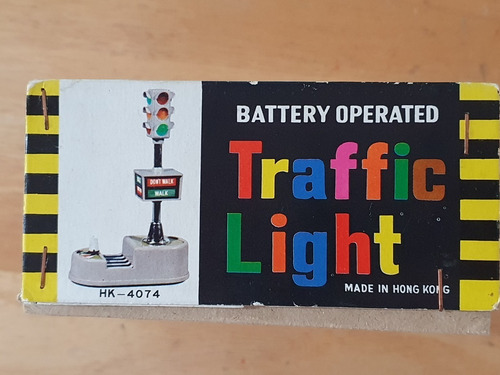 BATTERY OPERATED
Traffic
Light
MADE IN HONG KONG
DONT WALK
WALK
HK-4074